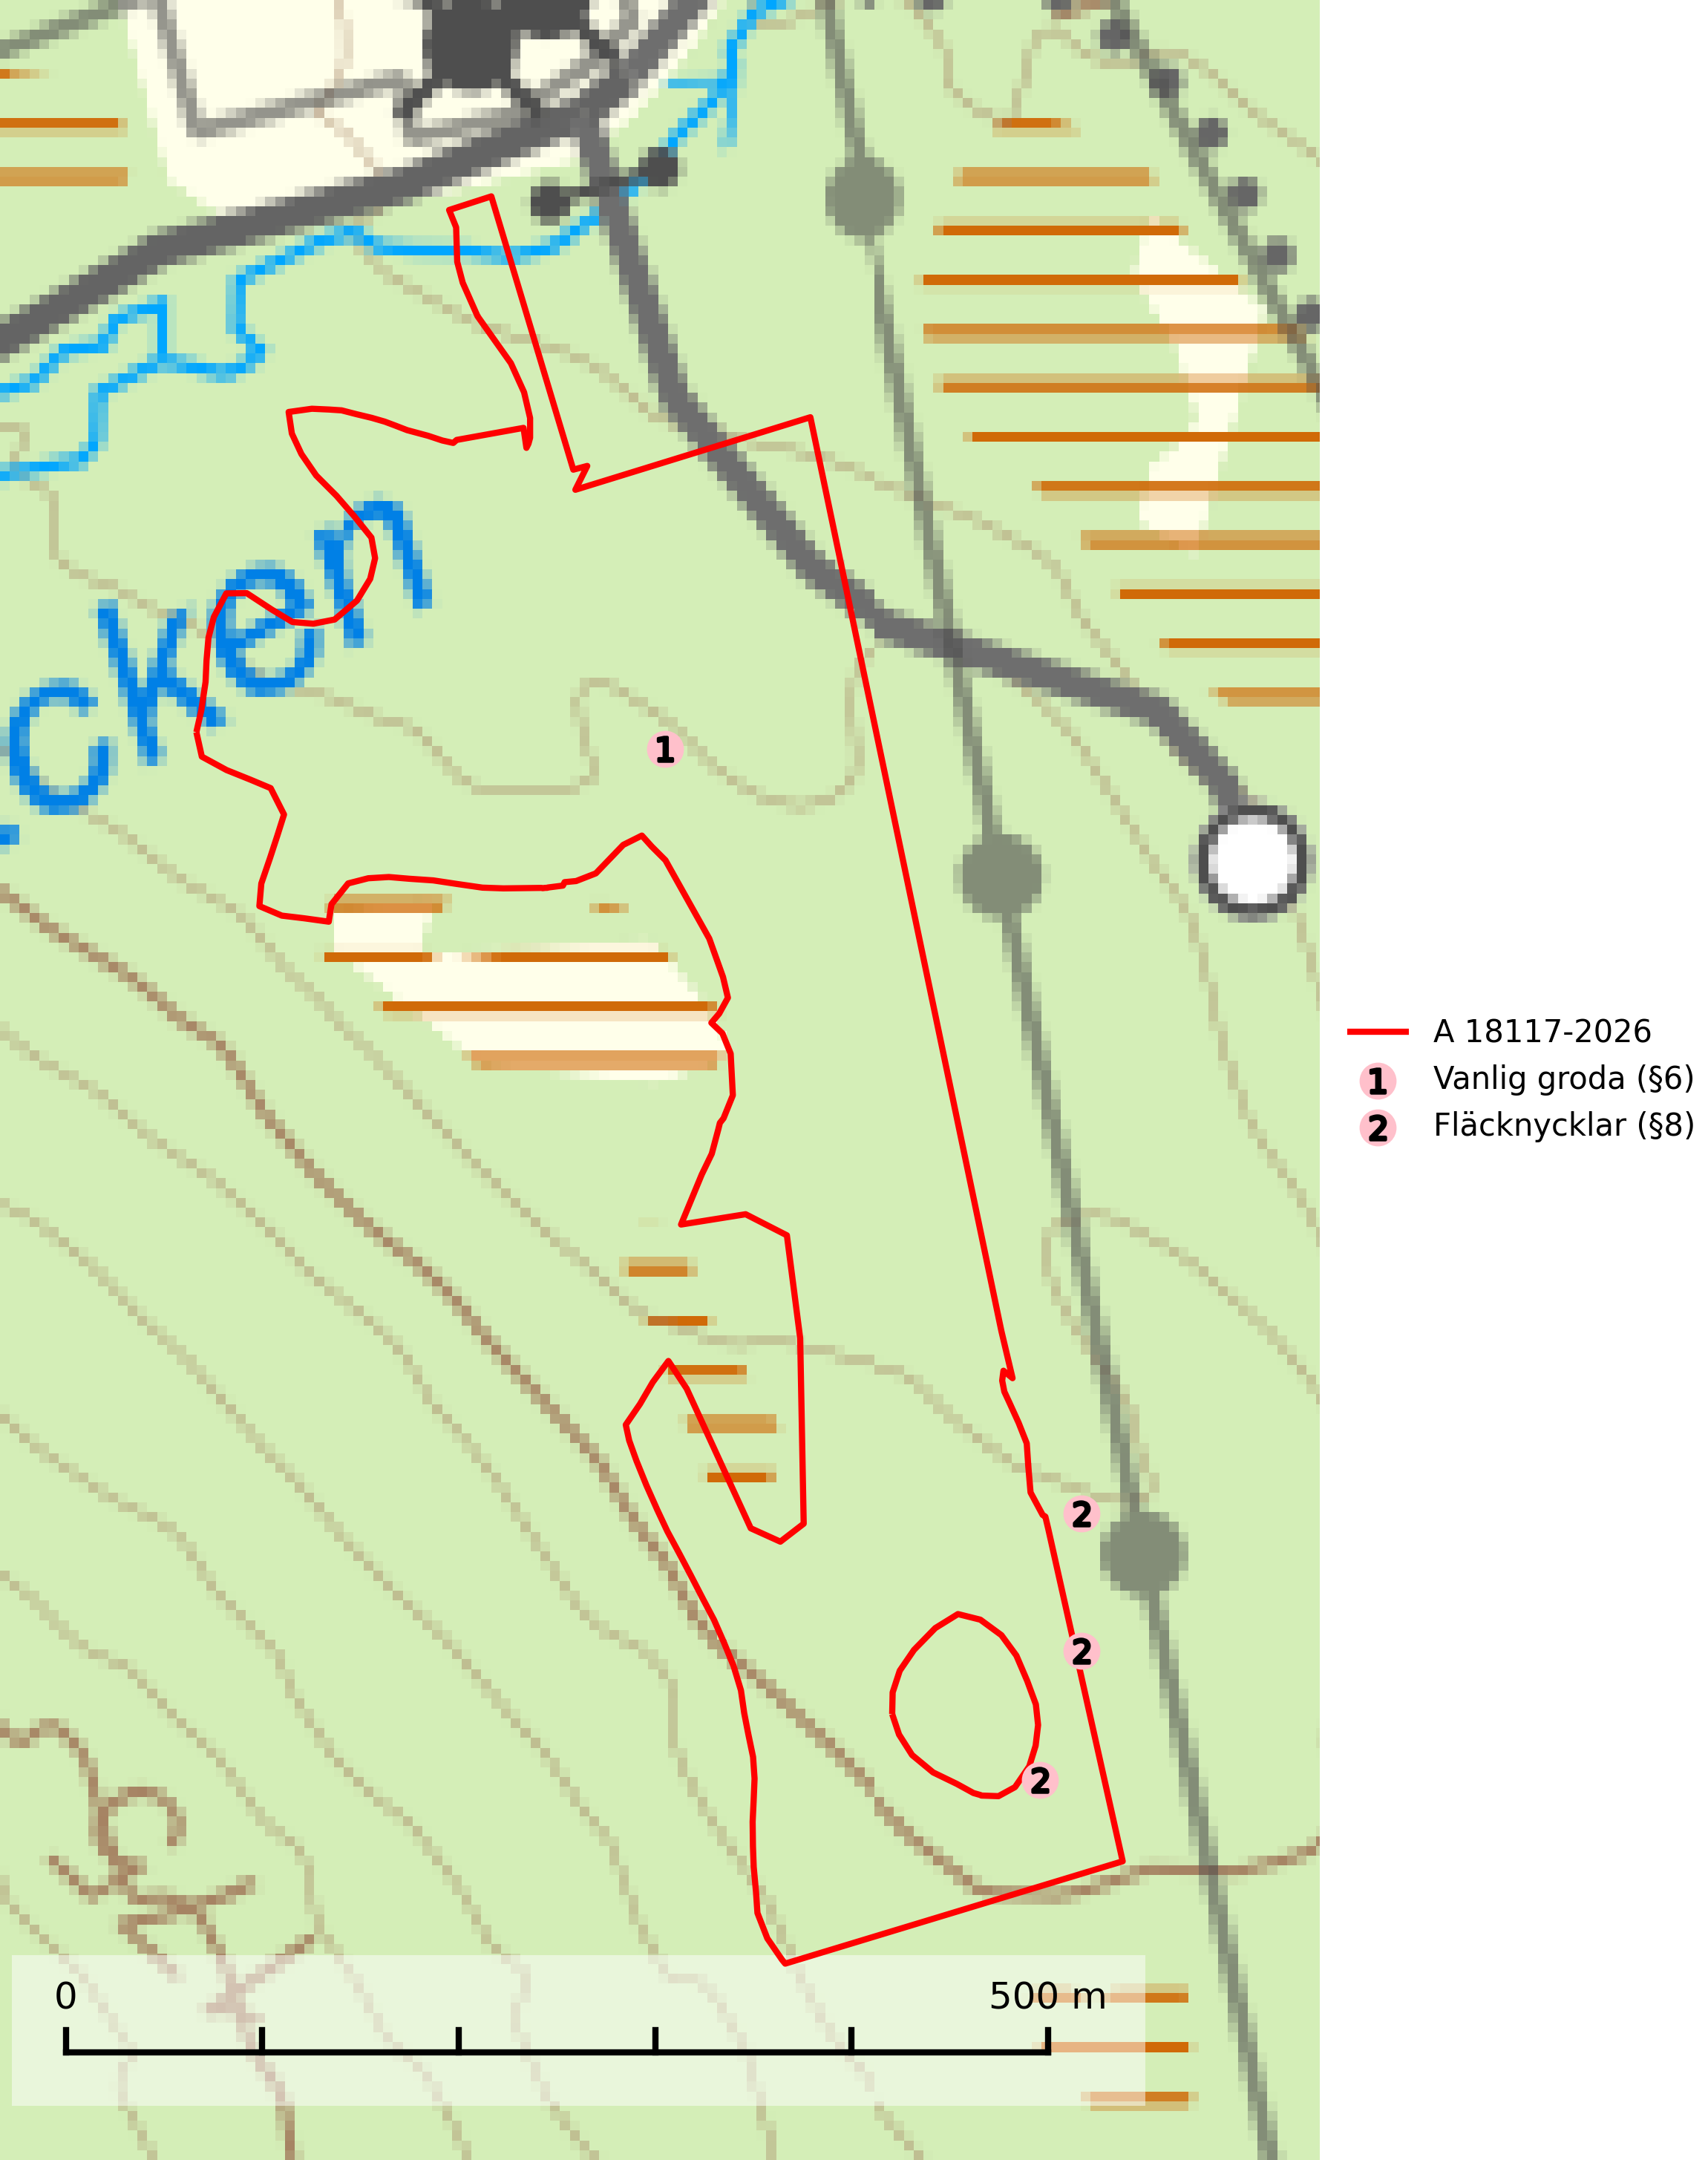 cken
1
A 18117-2026
1 Vanlig groda (§6)
2 Fläcknycklar (§8)
2
2
2
0 500 m